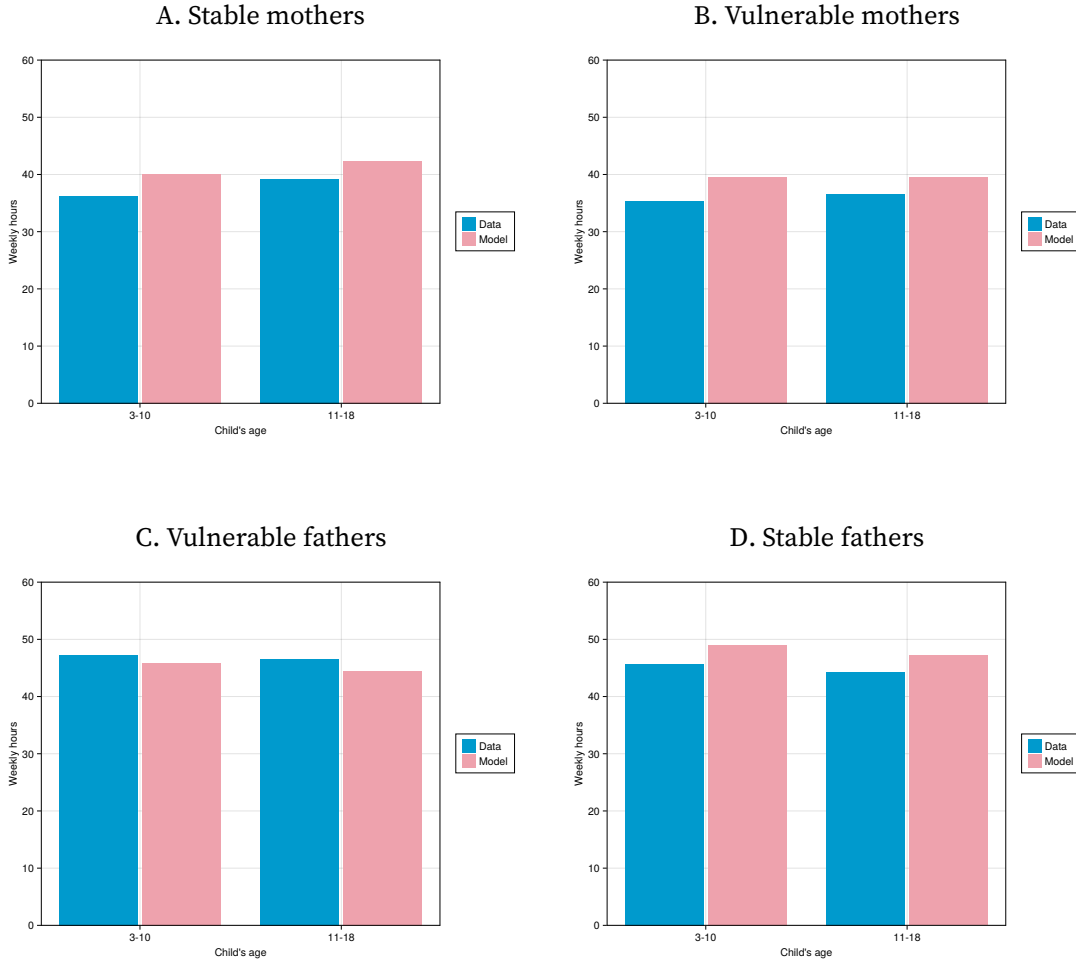 A. Stable mothers
60
50
40
30
20
10
0
Weekly hours
3-10
11-18
Child's age
Data
Model
B. Vulnerable mothers
60
50
40
30
20
10
0
Weekly hours
3-10
11-18
Child's age
Data
Model
C. Vulnerable fathers
60
50
40
30
20
10
0
Weekly hours
3-10
11-18
Child's age
Data
Model
D. Stable fathers
60
50
40
30
20
10
0
Weekly hours
3-10
11-18
Child's age
Data
Model